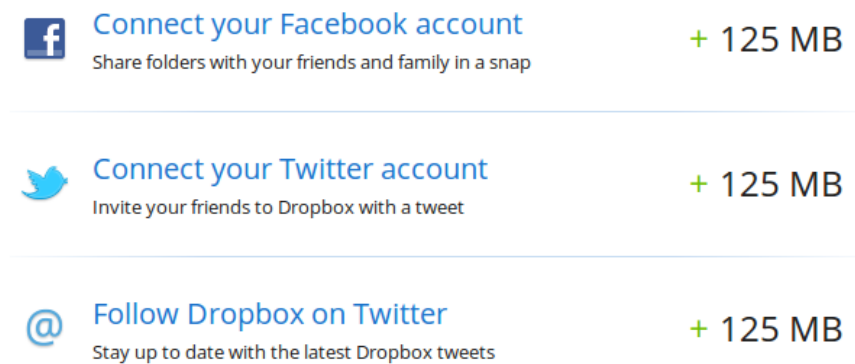 Connect your Facebook account
+ 125 MB
Share folders with your friends and family in a snap
Connect your Twitter account
+ 125 MB
Invite your friends to Dropbox with a tweet
@ Follow Dropbox on Twitter
+ 125 MB
Stay up to date with the latest Dropbox tweets